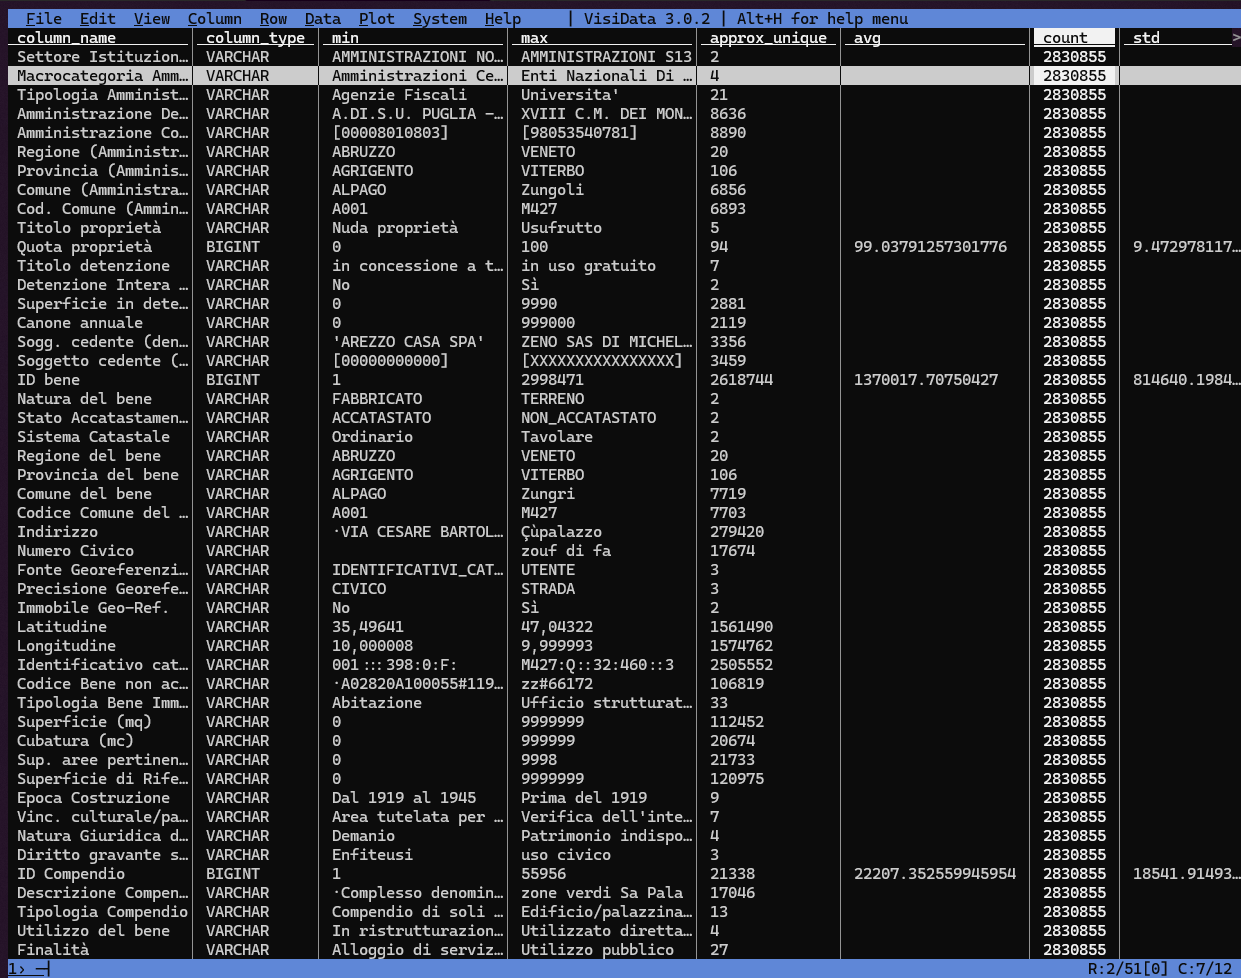 File Edit View Column Row Data Plot System Help | VisiData 3.0.2 | Alt+H for help menu
column_name column_type min max approx_unique avg count std >
Settore Istituzion… VARCHAR AMMINISTRAZIONI NO… AMMINISTRAZIONI S13 2 2830855
Macrocategoria Amm… VARCHAR Amministrazioni Ce… Enti Nazionali Di … 4 2830855
Tipologia Amminist… VARCHAR Agenzie Fiscali Universita' 21 2830855
Amministrazione De… VARCHAR A.DI.S.U. PUGLIA -… XVIII C.M. DEI MON… 8636 2830855
Amministrazione Co… VARCHAR [00008010803] [98053540781] 8890 2830855
Regione (Amministr… VARCHAR ABRUZZO VENETO 20 2830855
Provincia (Amminis… VARCHAR AGRIGENTO VITERBO 106 2830855
Comune (Amministra… VARCHAR ALPAGO Zungoli 6856 2830855
Cod. Comune (Ammin… VARCHAR A001 M427 6893 2830855
Titolo proprietà VARCHAR Nuda proprietà Usufrutto 5 2830855
Quota proprietà BIGINT 0 100 94 99.03791257301776 2830855 9.472978117…
Titolo detenzione VARCHAR in concessione a t… in uso gratuito 7 2830855
Detenzione Intera … VARCHAR No Sì 2 2830855
Superficie in dete… VARCHAR 0 9990 2881 2830855
Canone annuale VARCHAR 0 999000 2119 2830855
Sogg. cedente (den… VARCHAR 'AREZZO CASA SPA' ZENO SAS DI MICHEL… 3356 2830855
Soggetto cedente (… VARCHAR [00000000000] [XXXXXXXXXXXXXXXX] 3459 2830855
ID bene BIGINT 1 2998471 2618744 1370017.70750427 2830855 814640.1984…
Natura del bene VARCHAR FABBRICATO TERRENO 2 2830855
Stato Accatastamen… VARCHAR ACCATASTATO NON_ACCATASTATO 2 2830855
Sistema Catastale VARCHAR Ordinario Tavolare 2 2830855
Regione del bene VARCHAR ABRUZZO VENETO 20 2830855
Provincia del bene VARCHAR AGRIGENTO VITERBO 106 2830855
Comune del bene VARCHAR ALPAGO Zungri 7719 2830855
Codice Comune del … VARCHAR A001 M427 7703 2830855
Indirizzo VARCHAR ·VIA CESARE BARTOL… Çùpalazzo 279420 2830855
Numero Civico VARCHAR zouf di fa 17674 2830855
Fonte Georeferenzi… VARCHAR IDENTIFICATIVI_CAT… UTENTE 3 2830855
Precisione Georefe… VARCHAR CIVICO STRADA 3 2830855
Immobile Geo-Ref. VARCHAR No Sì 2 2830855
Latitudine VARCHAR 35,49641 47,04322 1561490 2830855
Longitudine VARCHAR 10,000008 9,999993 1574762 2830855
Identificativo cat… VARCHAR 001:::398:0:F: M427:Q::32:460::3 2505552 2830855
Codice Bene non ac… VARCHAR ·A02820A100055#119… zz#66172 106819 2830855
Tipologia Bene Imm… VARCHAR Abitazione Ufficio strutturat… 33 2830855
Superficie (mq) VARCHAR 0 9999999 112452 2830855
Cubatura (mc) VARCHAR 0 999999 20674 2830855
Sup. aree pertinen… VARCHAR 0 9998 21733 2830855
Superficie di Rife… VARCHAR 0 9999999 120975 2830855
Epoca Costruzione VARCHAR Dal 1919 al 1945 Prima del 1919 9 2830855
Vinc. culturale/pa… VARCHAR Area tutelata per … Verifica dell'inte… 7 2830855
Natura Giuridica d… VARCHAR Demanio Patrimonio indispo… 4 2830855
Diritto gravante s… VARCHAR Enfiteusi uso civico 3 2830855
ID Compendio BIGINT 1 55956 21338 22207.352559945954 2830855 18541.91493…
Descrizione Compen… VARCHAR ·Complesso denomin… zone verdi Sa Pala 17046 2830855
Tipologia Compendio VARCHAR Compendio di soli … Edificio/palazzina… 13 2830855
Utilizzo del bene VARCHAR In ristrutturazion… Utilizzato diretta… 4 2830855
Finalità VARCHAR Alloggio di serviz… Utilizzo pubblico 27 2830855
1› ─┤ R:2/51[0] C:7/12